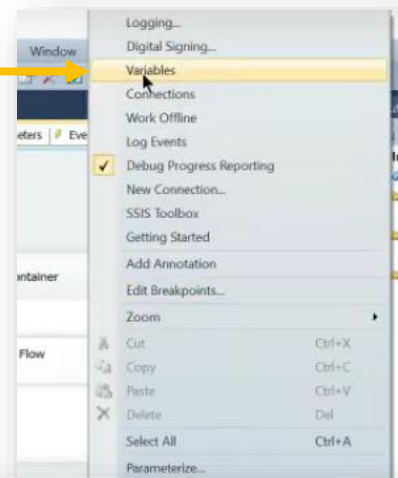 Logging...
Window
Digital Signing...
Variables
Connections
eters
Eve
Work Offline
Log Events
Debug Progress Reporting
New Connection...
SSIS Toolbox
Getting Started
Add Annotation
ontainer
Edit Breakpoints...
Zoom
Cut Ctrl+X
Flow
Copy Ctrl+C
Paste Ctrl+V
Delete Del
Select All Ctrl+A
Parameterize...